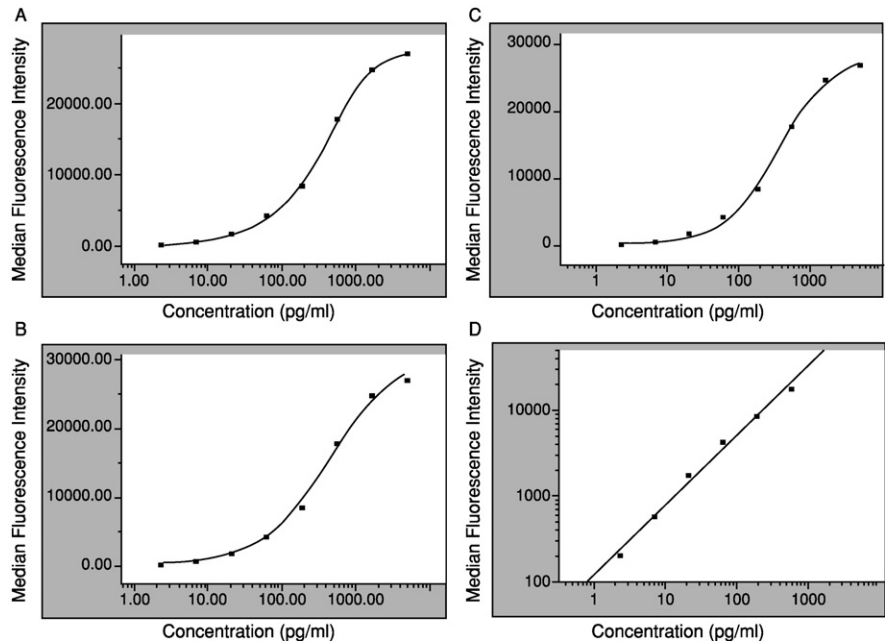 A
Median Fluorescence Intensity
20000.00
10000.00
0.00
1.00
10.00
100.00
1000.00
Concentration (pg/ml)
B
Median Fluorescence Intensity
30000.00
20000.00
10000.00
0.00
1.00
10.00
100.00
1000.00
Concentration (pg/ml)
C
Median Fluorescence Intensity
30000
20000
10000
0
1
10
100
1000
Concentration (pg/ml)
D
Median Fluorescence Intensity
10000
1000
100
1
10
100
1000
Concentration (pg/ml)